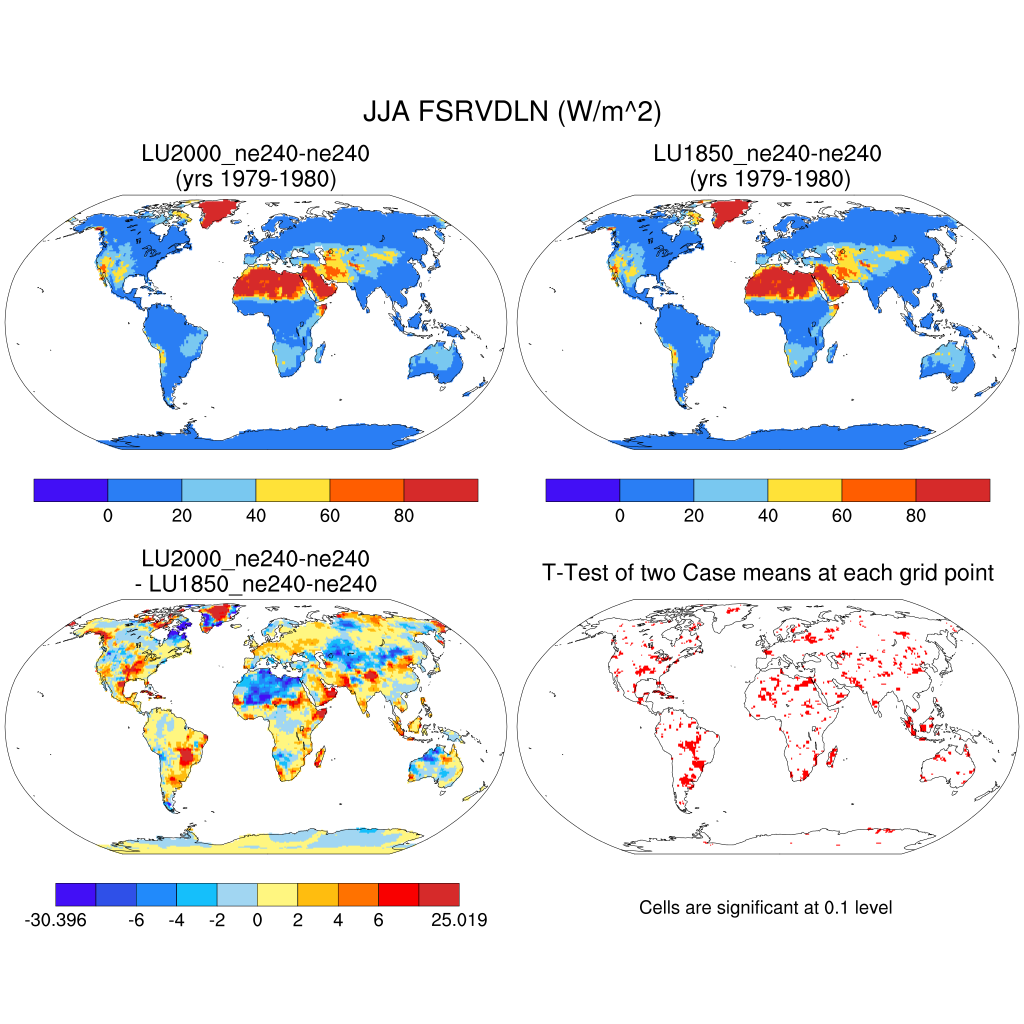 JJA FSRVDLN (W/m^2)
LU2000_ne240-ne240
(yrs 1979-1980)
LU1850_ne240-ne240
(yrs 1979-1980)
0 20 40 60 80
0 20 40 60 80
LU2000_ne240-ne240
- LU1850_ne240-ne240
T-Test of two Case means at each grid point
-30.396 -6 -4 -2 0 2 4 6 25.019
Cells are significant at 0.1 level